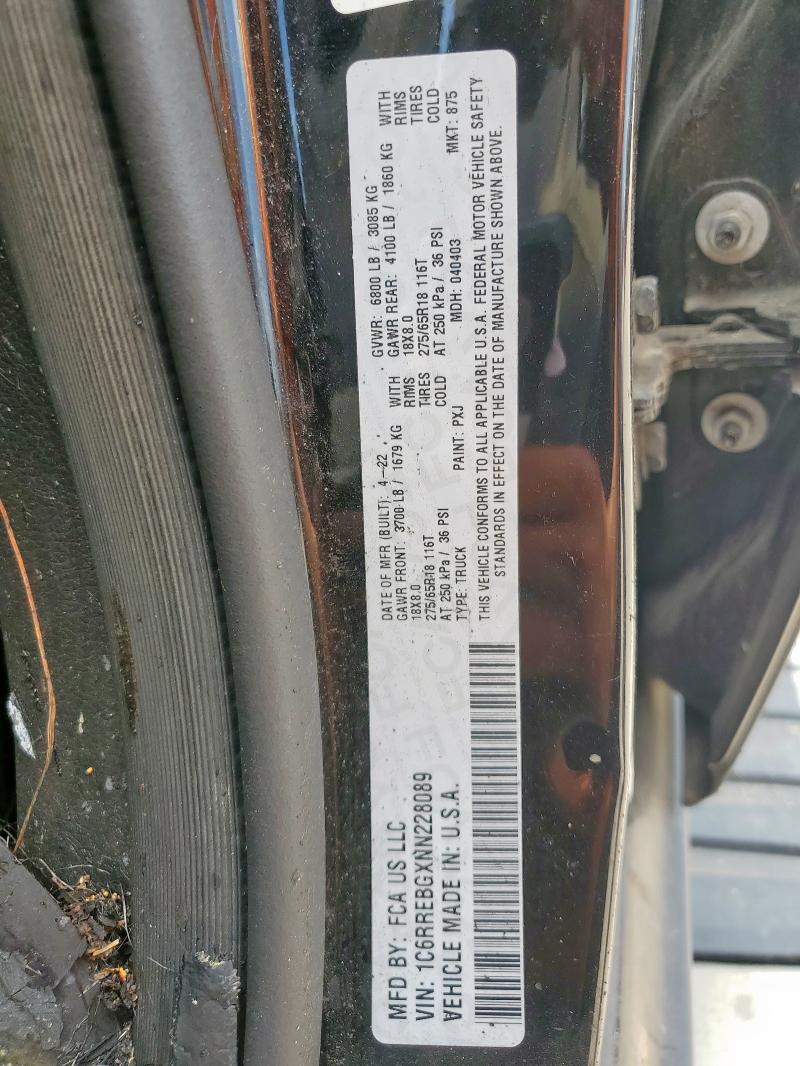 MFD BY: FCA US LLC
VIN: 1C6RREBGXNN228089
VEHICLE MADE IN: U.S.A.
DATE OF MFR (BUILT): 4-22
GVWR: 6800 LB / 3085 KG
GAWR FRONT: 3700 LB / 1679 KG WITH
GAWR REAR: 4100 LB / 1860 KG WITH
18X8.0 RIMS
18X8.0 RIMS
275/65R18 116T TIRES
275/65R18 116T TIRES
AT 250 kPa / 36 PSI COLD
AT 250 kPa / 36 PSI COLD
TYPE: TRUCK PAINT: PXJ MDH: 040403 MKT: 875
THIS VEHICLE CONFORMS TO ALL APPLICABLE U.S.A. FEDERAL MOTOR VEHICLE SAFETY
STANDARDS IN EFFECT ON THE DATE OF MANUFACTURE SHOWN ABOVE.